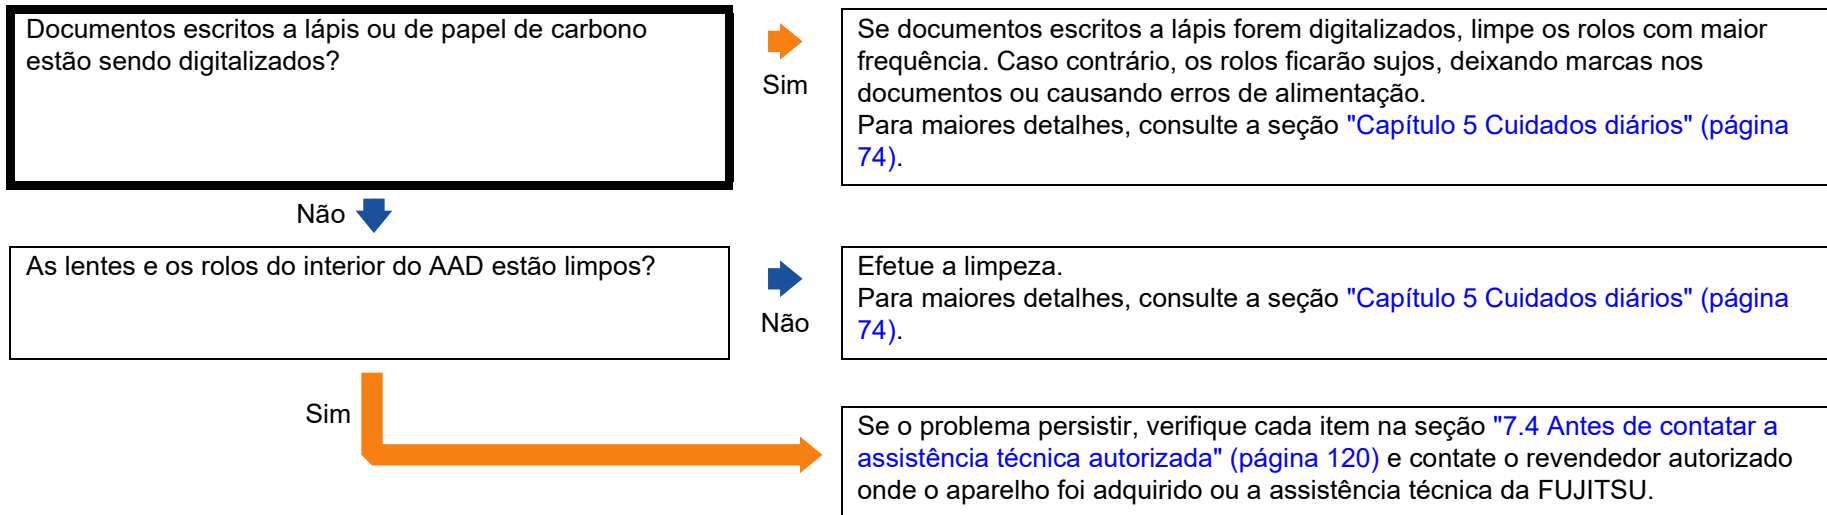 Documentos escritos a lápis ou de papel de carbono
estão sendo digitalizados?
Sim
Se documentos escritos a lápis forem digitalizados, limpe os rolos com maior
frequência. Caso contrário, os rolos ficarão sujos, deixando marcas nos
documentos ou causando erros de alimentação.
Para maiores detalhes, consulte a seção "Capítulo 5 Cuidados diários" (página
74).
Não
As lentes e os rolos do interior do AAD estão limpos?
Não
Efetue a limpeza.
Para maiores detalhes, consulte a seção "Capítulo 5 Cuidados diários" (página
74).
Sim
Se o problema persistir, verifique cada item na seção "7.4 Antes de contatar a
assistência técnica autorizada" (página 120) e contate o revendedor autorizado
onde o aparelho foi adquirido ou a assistência técnica da FUJITSU.